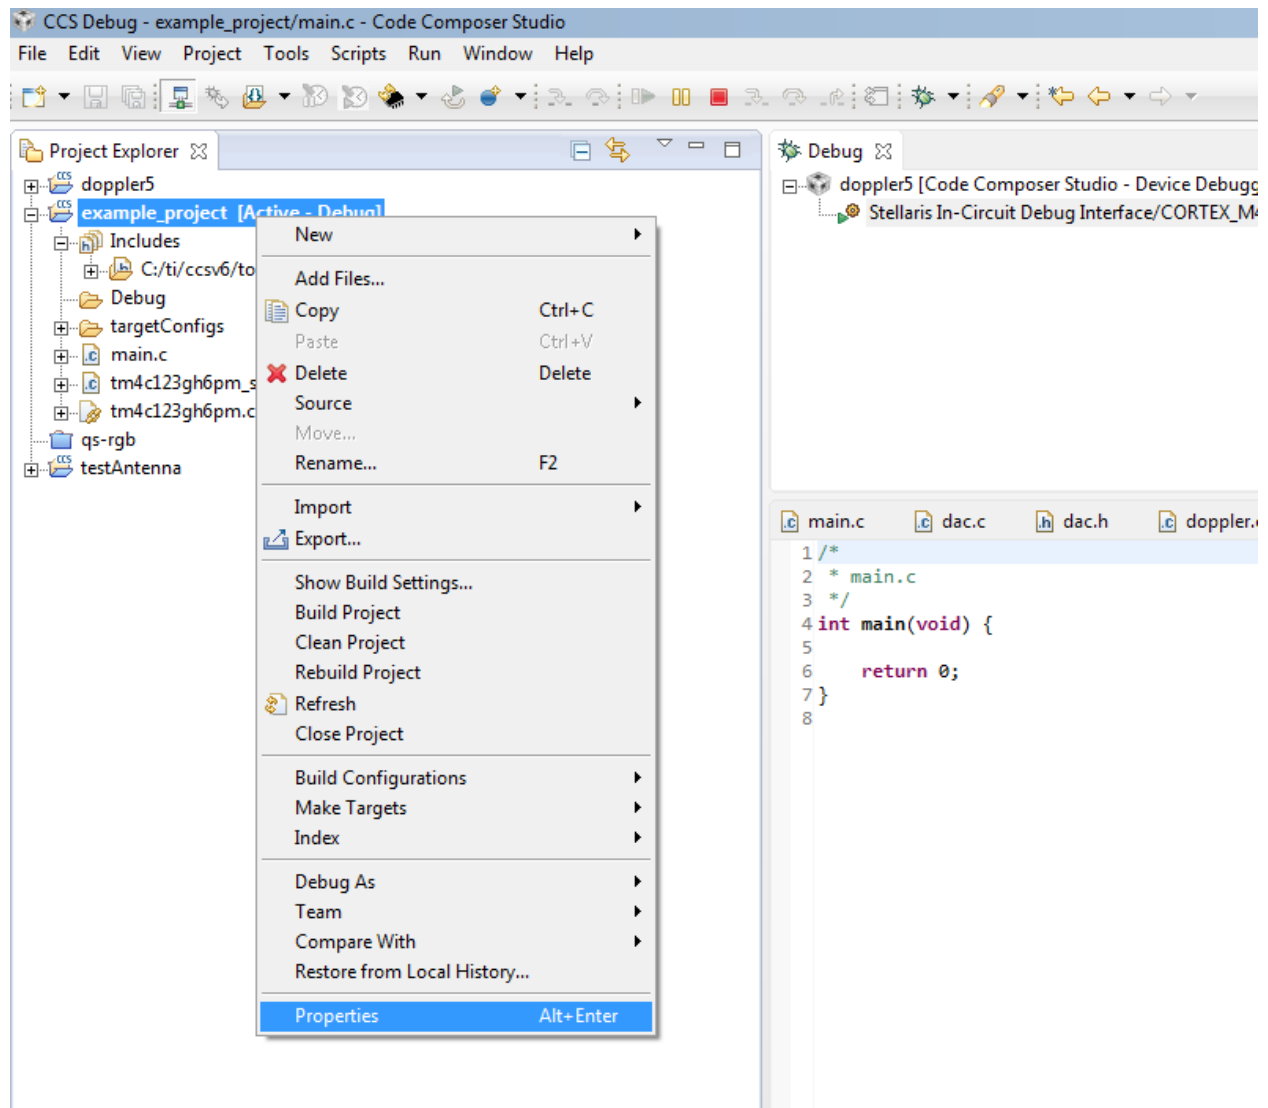 CCS Debug - example_project/main.c - Code Composer Studio
File Edit View Project Tools Scripts Run Window Help
Project Explorer
doppler5
example_project [Active - Debug]
Includes
C:/ti/ccsv6/to
Debug
targetConfigs
main.c
tm4c123gh6pm_s
tm4c123gh6pm.c
qs-rgb
testAntenna
New
Add Files...
Copy Ctrl+C
Paste Ctrl+V
Delete Delete
Source
Move...
Rename... F2
Import
Export...
Show Build Settings...
Build Project
Clean Project
Rebuild Project
Refresh
Close Project
Build Configurations
Make Targets
Index
Debug As
Team
Compare With
Restore from Local History...
Properties Alt+Enter
Debug
doppler5 [Code Composer Studio - Device Debugg
Stellaris In-Circuit Debug Interface/CORTEX_M4
main.c dac.c dac.h doppler.
1 /*
2 * main.c
3 */
4 int main(void) {
5
6 return 0;
7 }
8